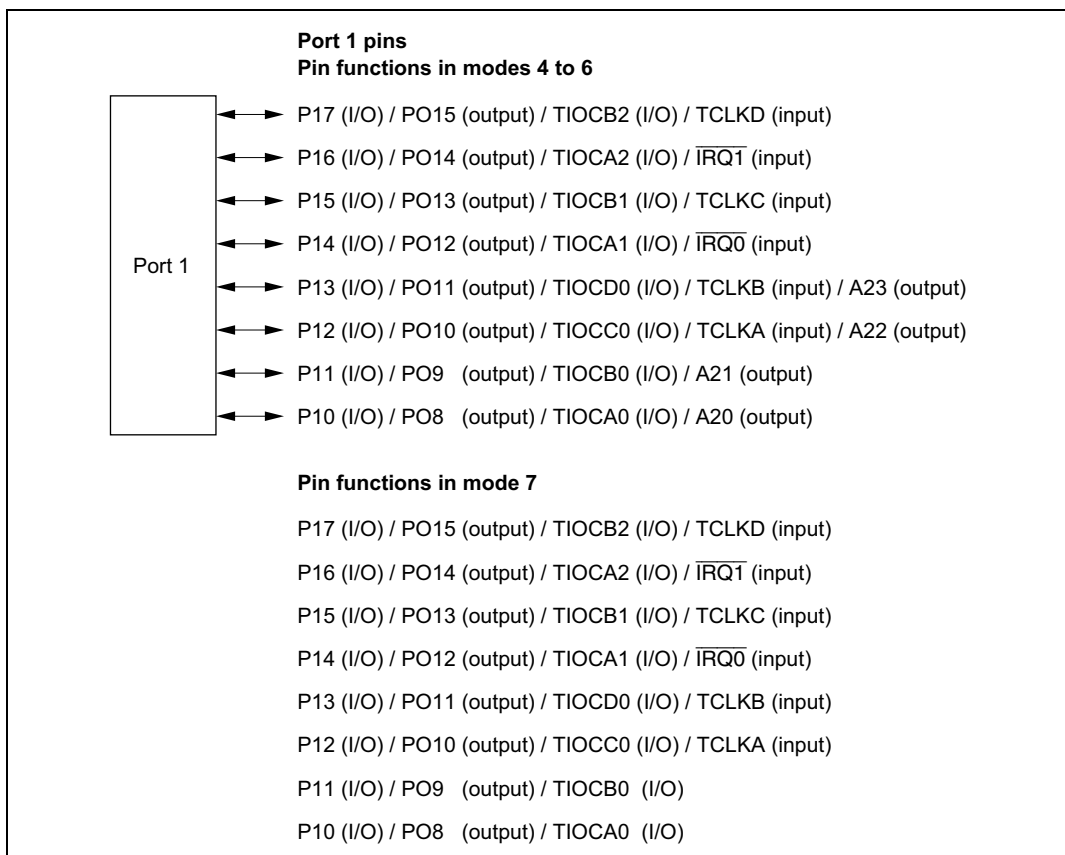 Port 1 pins
Pin functions in modes 4 to 6
P17 (I/O) / PO15 (output) / TIOCB2 (I/O) / TCLKD (input)
P16 (I/O) / PO14 (output) / TIOCA2 (I/O) / I̅R̅Q̅1̅ (input)
P15 (I/O) / PO13 (output) / TIOCB1 (I/O) / TCLKC (input)
P14 (I/O) / PO12 (output) / TIOCA1 (I/O) / I̅R̅Q̅0̅ (input)
Port 1
P13 (I/O) / PO11 (output) / TIOCD0 (I/O) / TCLKB (input) / A23 (output)
P12 (I/O) / PO10 (output) / TIOCC0 (I/O) / TCLKA (input) / A22 (output)
P11 (I/O) / PO9 (output) / TIOCB0 (I/O) / A21 (output)
P10 (I/O) / PO8 (output) / TIOCA0 (I/O) / A20 (output)
Pin functions in mode 7
P17 (I/O) / PO15 (output) / TIOCB2 (I/O) / TCLKD (input)
P16 (I/O) / PO14 (output) / TIOCA2 (I/O) / I̅R̅Q̅1̅ (input)
P15 (I/O) / PO13 (output) / TIOCB1 (I/O) / TCLKC (input)
P14 (I/O) / PO12 (output) / TIOCA1 (I/O) / I̅R̅Q̅0̅ (input)
P13 (I/O) / PO11 (output) / TIOCD0 (I/O) / TCLKB (input)
P12 (I/O) / PO10 (output) / TIOCC0 (I/O) / TCLKA (input)
P11 (I/O) / PO9 (output) / TIOCB0 (I/O)
P10 (I/O) / PO8 (output) / TIOCA0 (I/O)